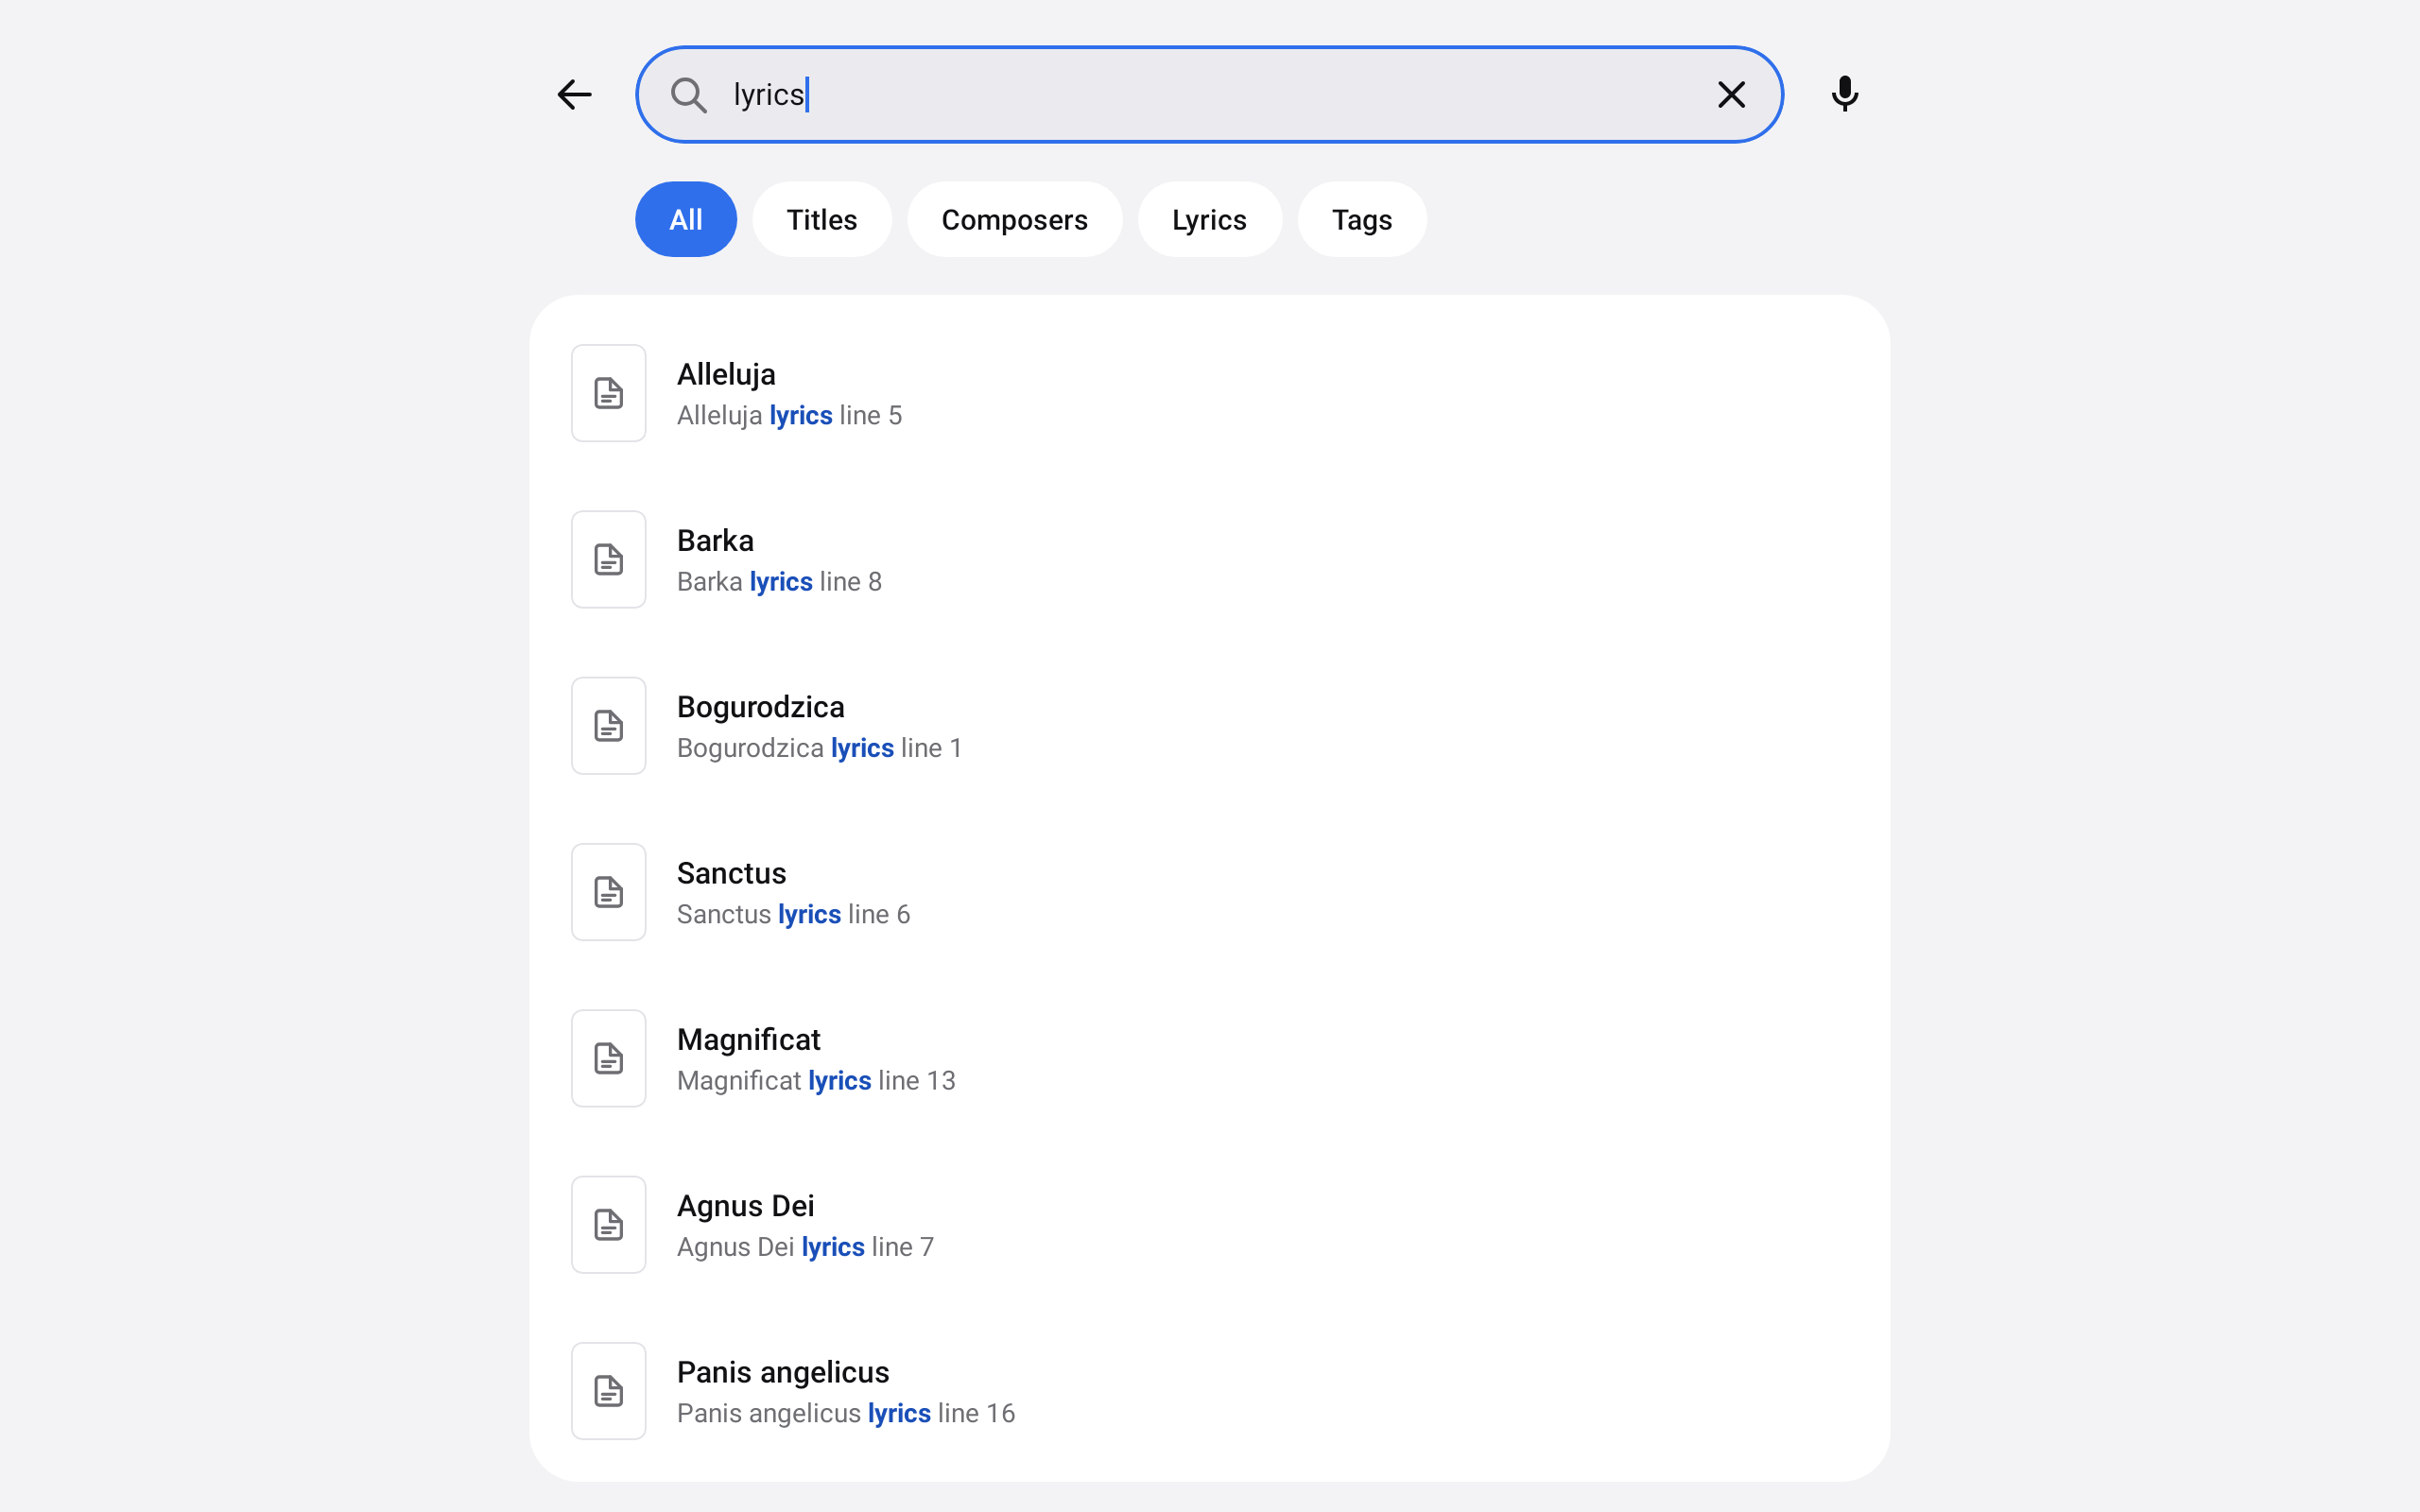 lyrics
All Titles Composers Lyrics Tags
Alleluja
Alleluja lyrics line 5
Barka
Barka lyrics line 8
Bogurodzica
Bogurodzica lyrics line 1
Sanctus
Sanctus lyrics line 6
Magnificat
Magnificat lyrics line 13
Agnus Dei
Agnus Dei lyrics line 7
Panis angelicus
Panis angelicus lyrics line 16